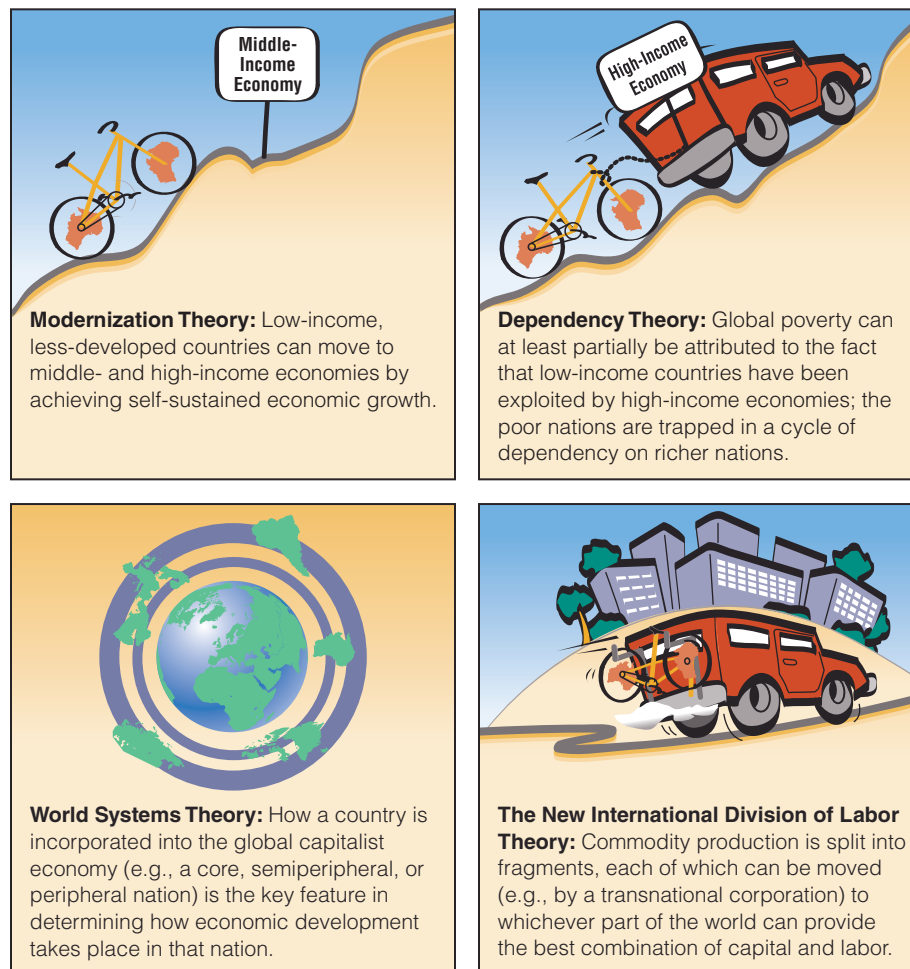 Middle-
Income
Economy
Modernization Theory: Low-income,
less-developed countries can move to
middle- and high-income economies by
achieving self-sustained economic growth.
High-Income
Economy
Dependency Theory: Global poverty can
at least partially be attributed to the fact
that low-income countries have been
exploited by high-income economies; the
poor nations are trapped in a cycle of
dependency on richer nations.
World Systems Theory: How a country is
incorporated into the global capitalist
economy (e.g., a core, semiperipheral, or
peripheral nation) is the key feature in
determining how economic development
takes place in that nation.
The New International Division of Labor
Theory: Commodity production is split into
fragments, each of which can be moved
(e.g., by a transnational corporation) to
whichever part of the world can provide
the best combination of capital and labor.